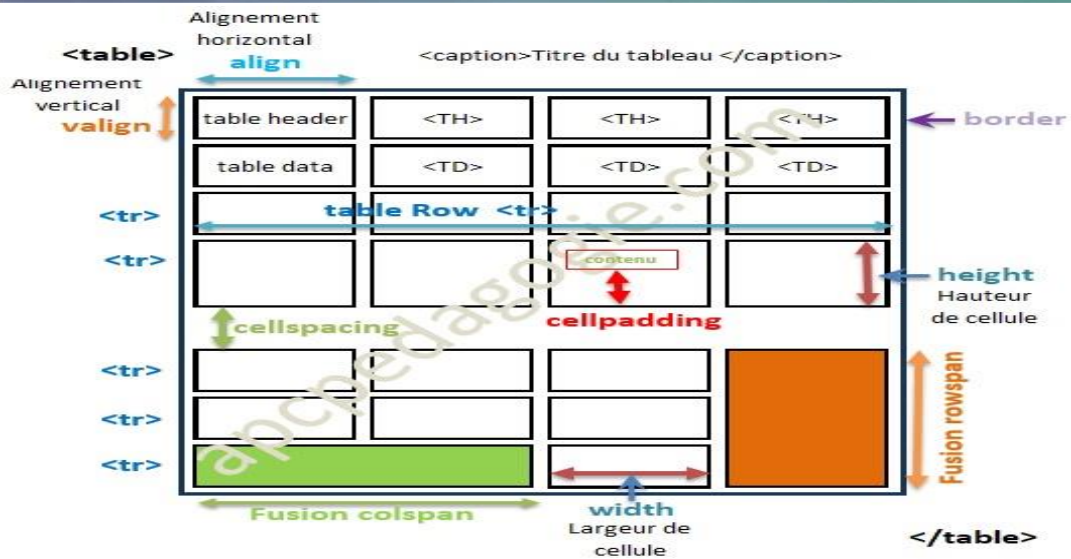 Alignement
horizontal
<table>
align
<caption>Titre du tableau </caption>
Alignement
vertical
valign
table header
<TH>
<TH>
<TH>
border
table data
<TD>
<TD>
<TD>
<tr>
table Row <tr>
<tr>
contenu
height
Hauteur
de cellule
cellspacing
cellpadding
<tr>
<tr>
<tr>
Fusion rowspan
Fusion colspan
width
Largeur de
cellule
</table>
apcpedagogie.com